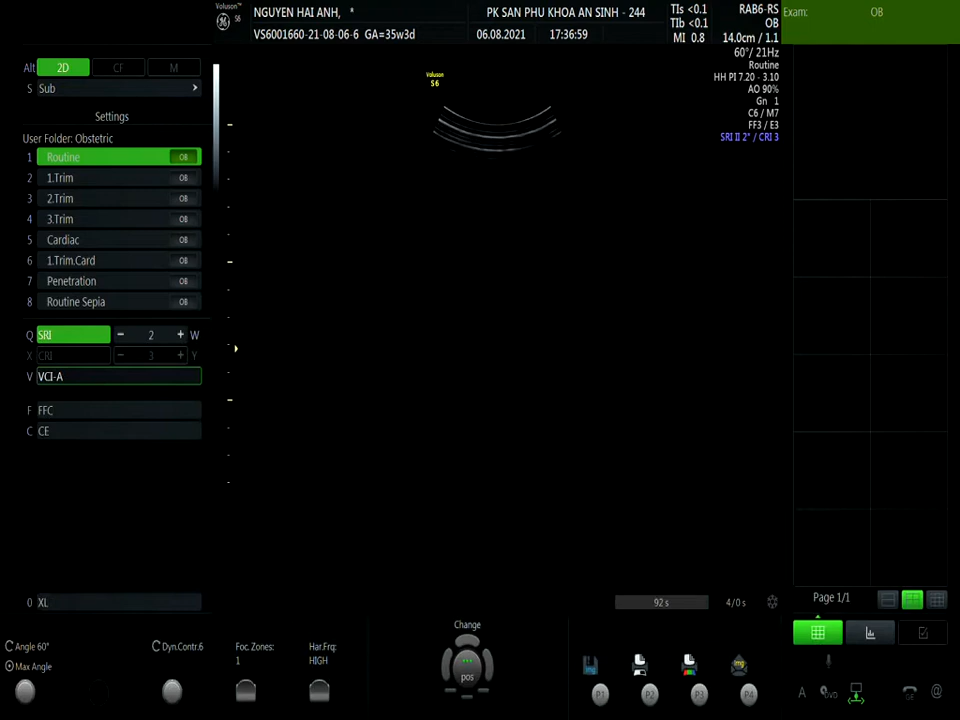 Voluson™
S6
NGUYEN HAI ANH, *
PK SAN PHU KHOA AN SINH - 244
TIs <0.1
RAB6-RS
TIb <0.1
OB
VS6001660-21-08-06-6 GA=35w3d
06.08.2021
17:36:59
MI 0.8
14.0cm / 1.1
Exam: OB
60°/ 21Hz
Routine
HH PI 7.20 - 3.10
AO 90%
Gn 1
C6 / M7
FF3 / E3
SRI II 2* / CRI 3
Voluson
S6
Alt 2D CF M
S Sub >
Settings
User Folder: Obstetric
1 Routine OB
2 1.Trim OB
3 2.Trim OB
4 3.Trim OB
5 Cardiac OB
6 1.Trim.Card OB
7 Penetration OB
8 Routine Sepia OB
Q SRI - 2 + W
X CRI - 3 + Y
V VCI-A
F FFC
C CE
0 XL
92 s
4/0s
Page 1/1
Angle 60°
Max Angle
Dyn.Contr.6
Foc. Zones:
1
Har.Frq:
HIGH
Change
pos
Img
P1 P2 P3 P4
A DVD @